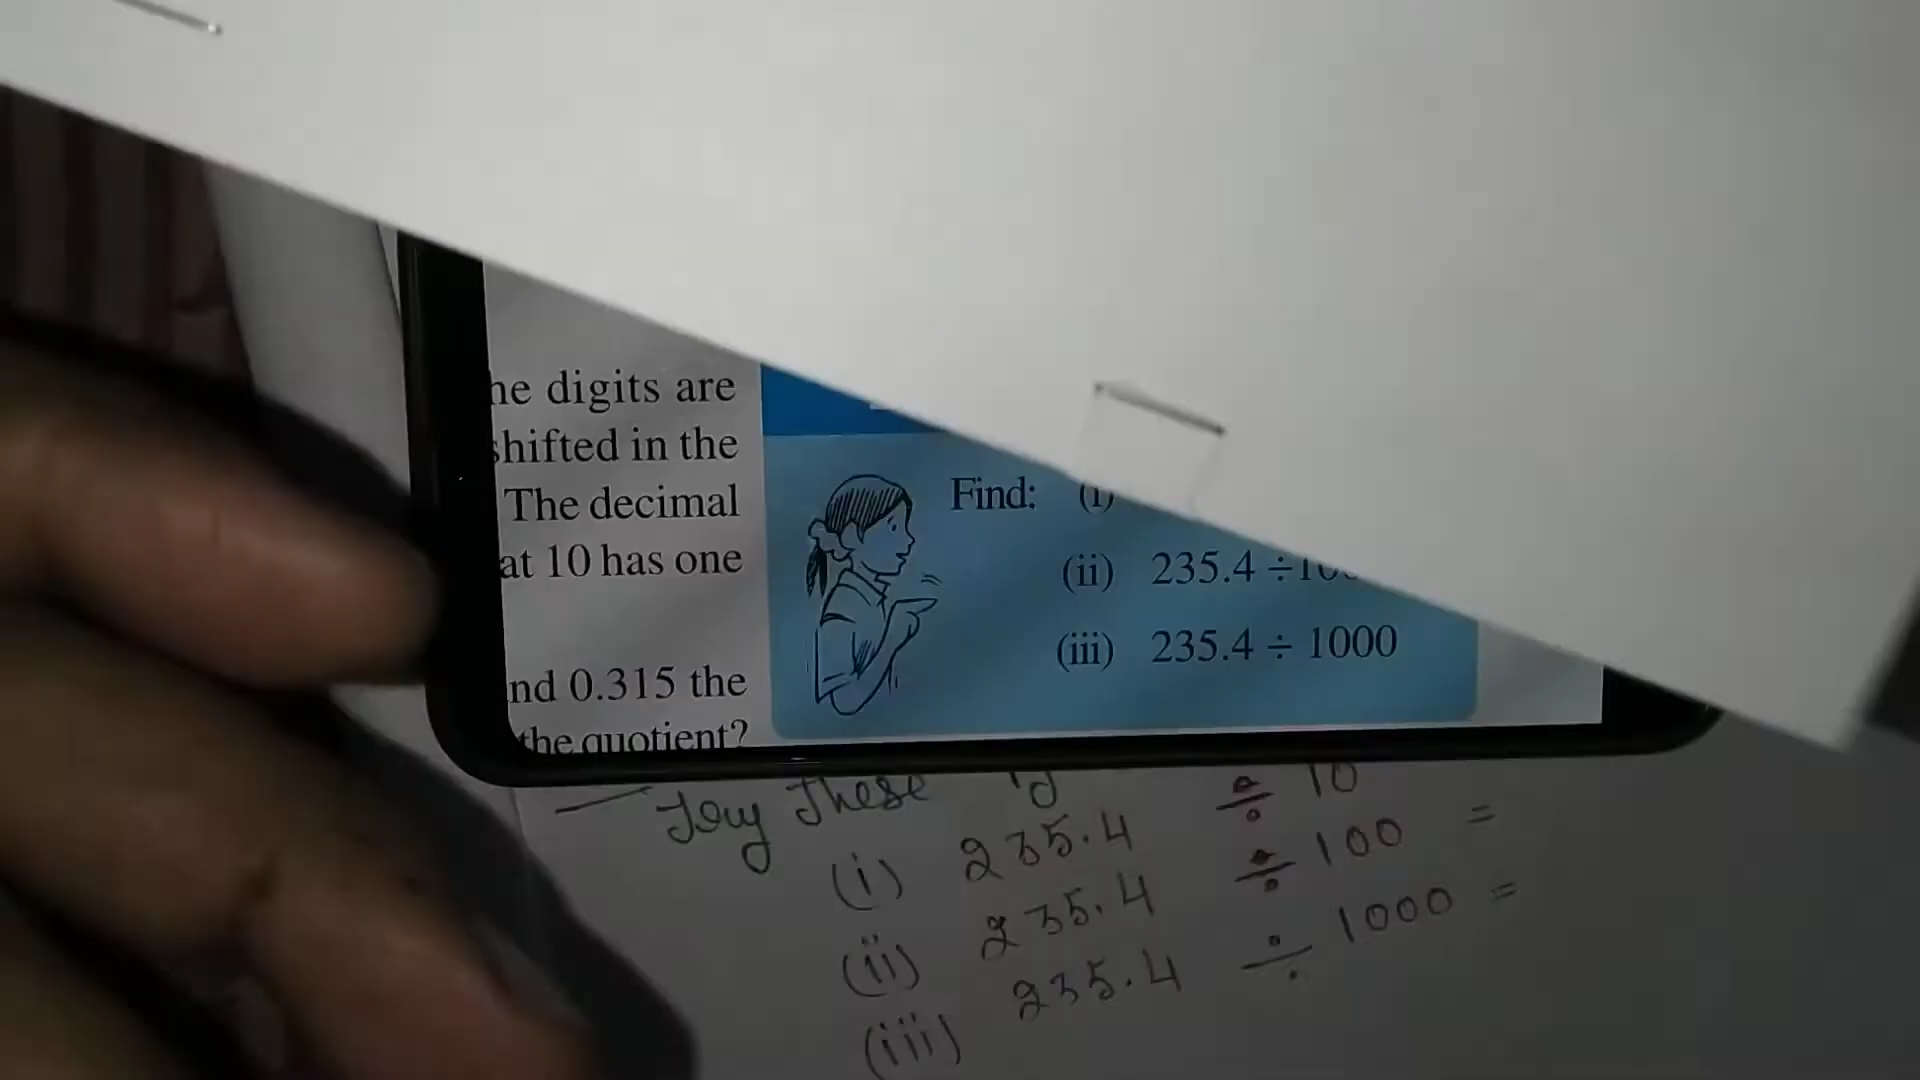 he digits are
shifted in the
The decimal
at 10 has one
nd 0.315 the
the quotient?
Find: (i)
(ii) 235.4 ÷
(iii) 235.4 ÷ 1000
Try These
(i) 235.4 ÷ 10
(ii) 235.4 ÷ 100 =
(iii) 235.4 ÷ 1000 =